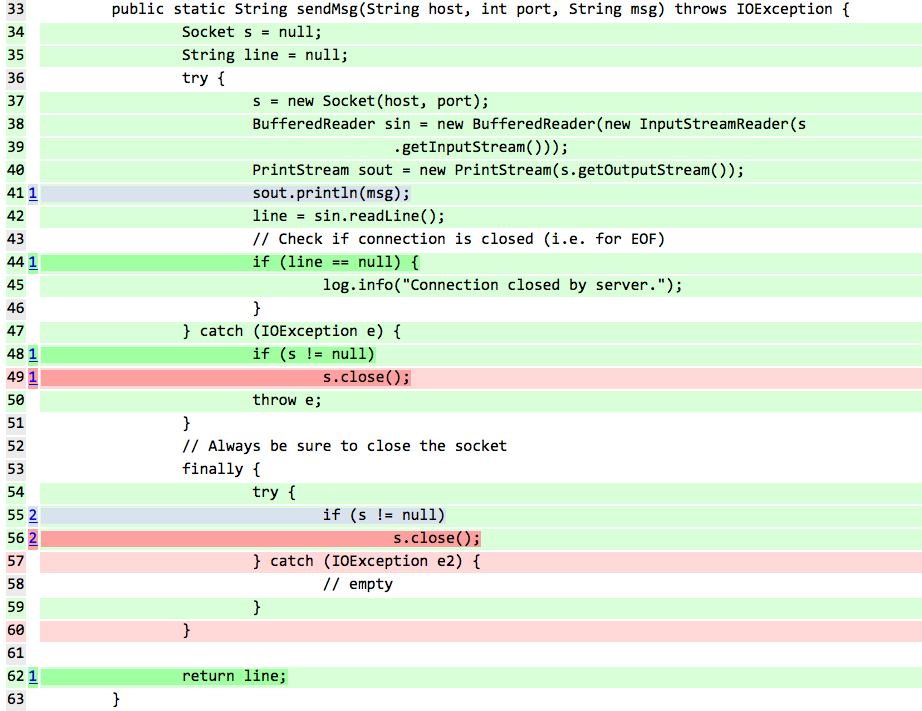 33 public static String sendMsg(String host, int port, String msg) throws IOException {
34 Socket s = null;
35 String line = null;
36 try {
37 s = new Socket(host, port);
38 BufferedReader sin = new BufferedReader(new InputStreamReader(s
39 .getInputStream()));
40 PrintStream sout = new PrintStream(s.getOutputStream());
41 1 sout.println(msg);
42 line = sin.readLine();
43 // Check if connection is closed (i.e. for EOF)
44 1 if (line == null) {
45 log.info("Connection closed by server.");
46 }
47 } catch (IOException e) {
48 1 if (s != null)
49 1 s.close();
50 throw e;
51 }
52 // Always be sure to close the socket
53 finally {
54 try {
55 2 if (s != null)
56 2 s.close();
57 } catch (IOException e2) {
58 // empty
59 }
60 }
61
62 1 return line;
63 }